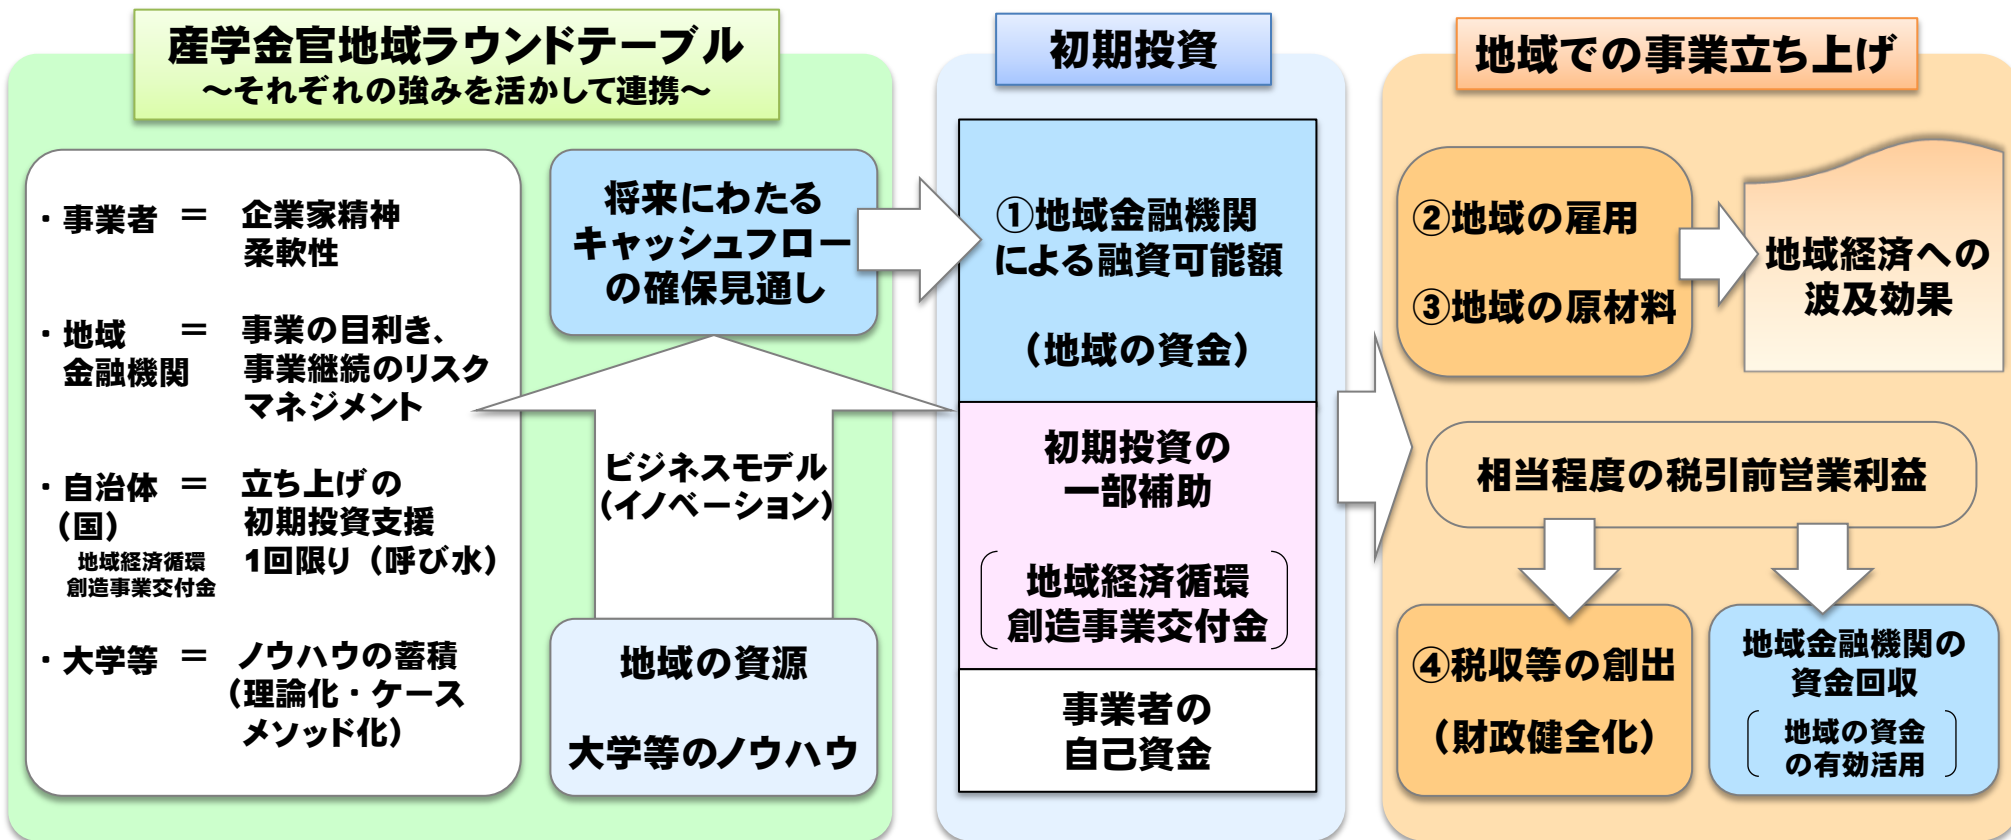 産学金官地域ラウンドテーブル
～それぞれの強みを活かして連携～
・事業者 ＝ 企業家精神
柔軟性
・地域 ＝ 事業の目利き、
金融機関 事業継続のリスク
マネジメント
・自治体 ＝ 立ち上げの
（国） 初期投資支援
地域経済循環 1回限り（呼び水）
創造事業交付金
・大学等 ＝ ノウハウの蓄積
（理論化・ケース
メソッド化）
将来にわたる
キャッシュフロー
の確保見通し
ビジネスモデル
（イノベーション）
地域の資源
大学等のノウハウ
初期投資
①地域金融機関
による融資可能額
（地域の資金）
初期投資の
一部補助
地域経済循環
創造事業交付金
事業者の
自己資金
地域での事業立ち上げ
②地域の雇用
③地域の原材料
地域経済への
波及効果
相当程度の税引前営業利益
④税収等の創出
（財政健全化）
地域金融機関の
資金回収
地域の資金
の有効活用